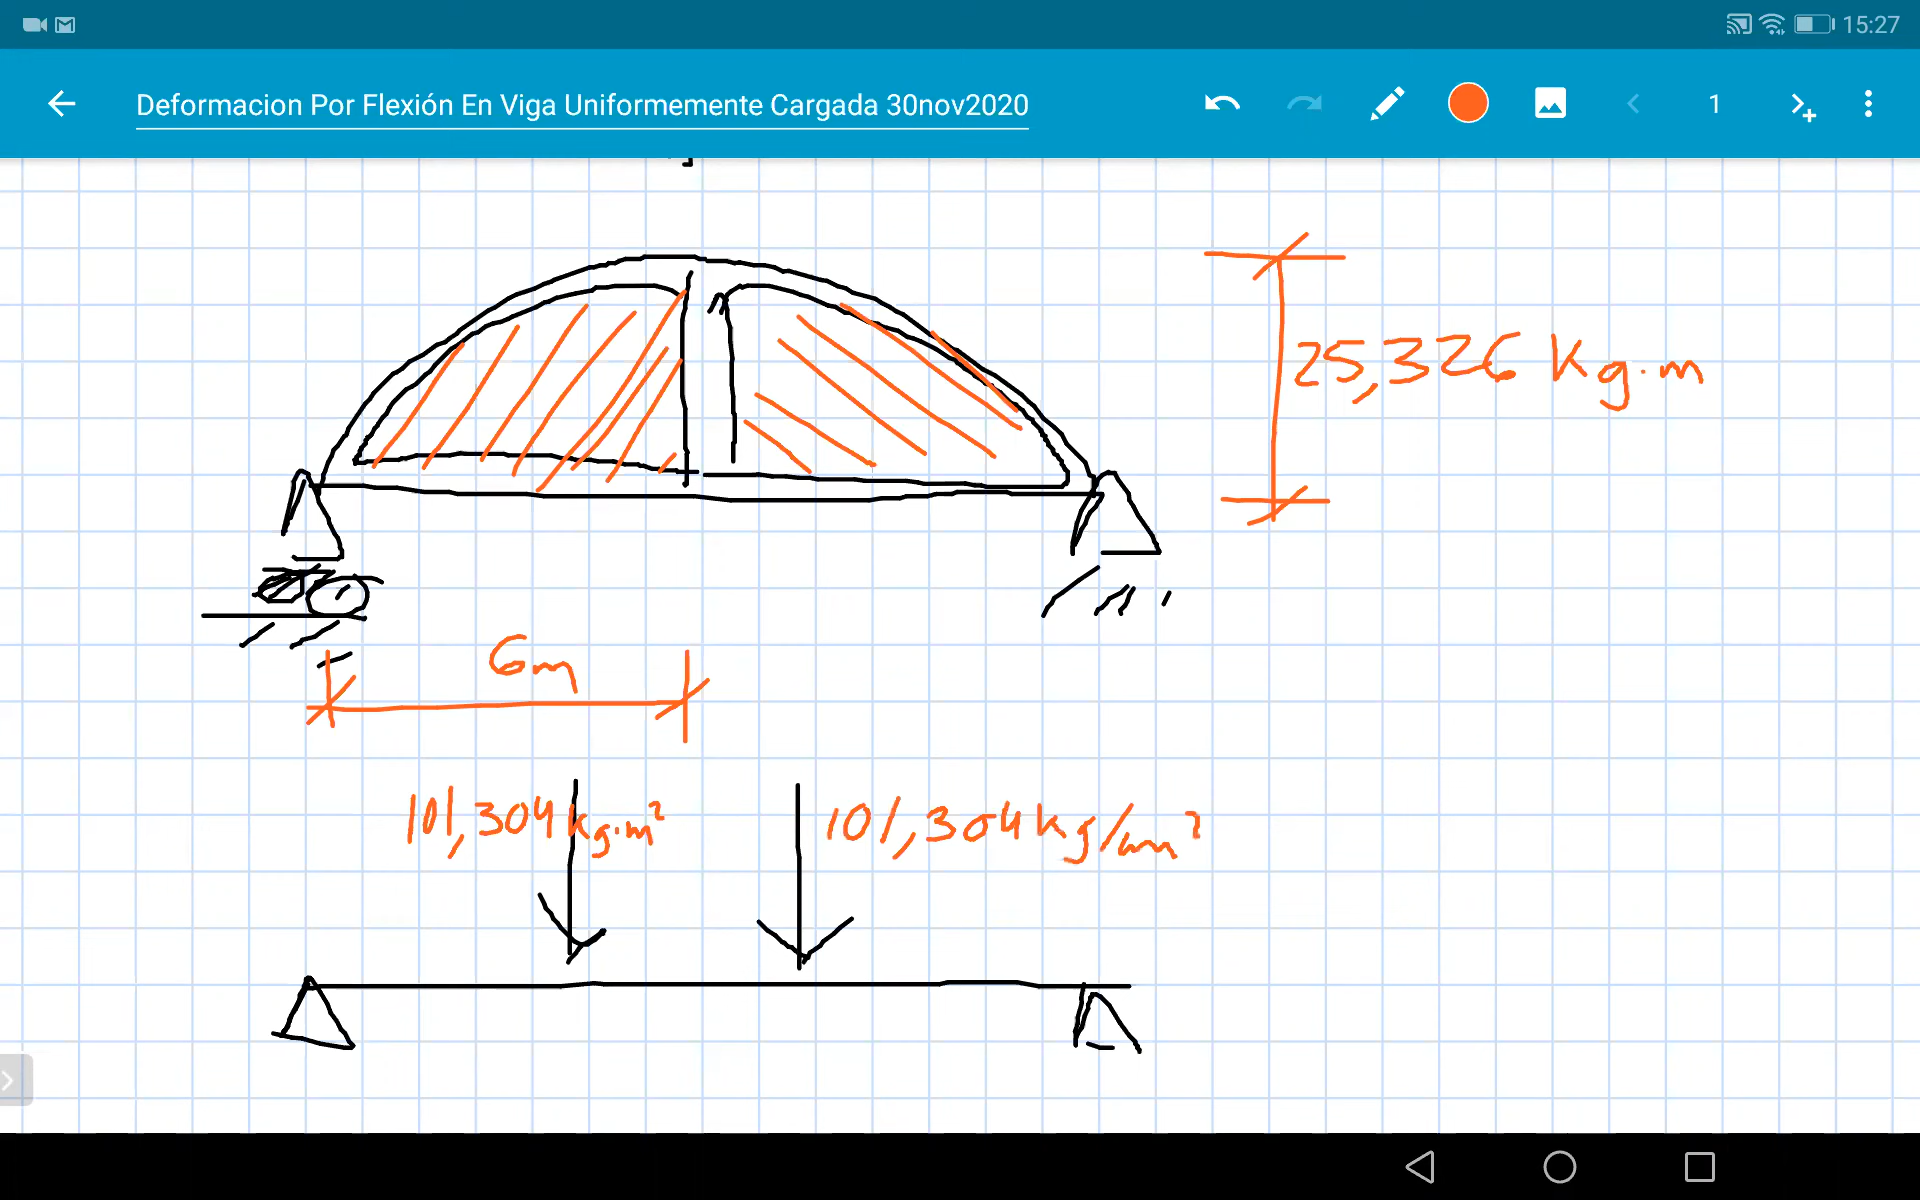 15:27
Deformacion Por Flexión En Viga Uniformemente Cargada 30nov2020
1
25,326 Kg.m
6m
101,304 kg.m²
101,304 kg/m²